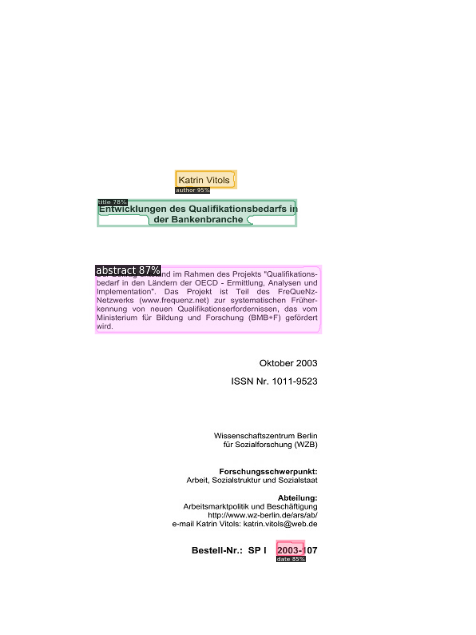 Katrin Vitols
author 95%
title 78%
Entwicklungen des Qualifikationsbedarfs in
der Bankenbranche
abstract 87%
im Rahmen des Projekts "Qualifikations-
bedarf in den Ländern der OECD - Ermittlung, Analysen und
Implementation". Das Projekt ist Teil des FreQueNz-
Netzwerks (www.frequenz.net) zur systematischen Früher-
kennung von neuen Qualifikationserfordernissen, das vom
Ministerium für Bildung und Forschung (BMB+F) gefördert
wird.
Oktober 2003
ISSN Nr. 1011-9523
Wissenschaftszentrum Berlin
für Sozialforschung (WZB)
Forschungsschwerpunkt:
Arbeit, Sozialstruktur und Sozialstaat
Abteilung:
Arbeitsmarktpolitik und Beschäftigung
http://www.wz-berlin.de/ars/ab/
e-mail Katrin Vitols: katrin.vitols@web.de
Bestell-Nr.: SP I 2003-107
date 85%